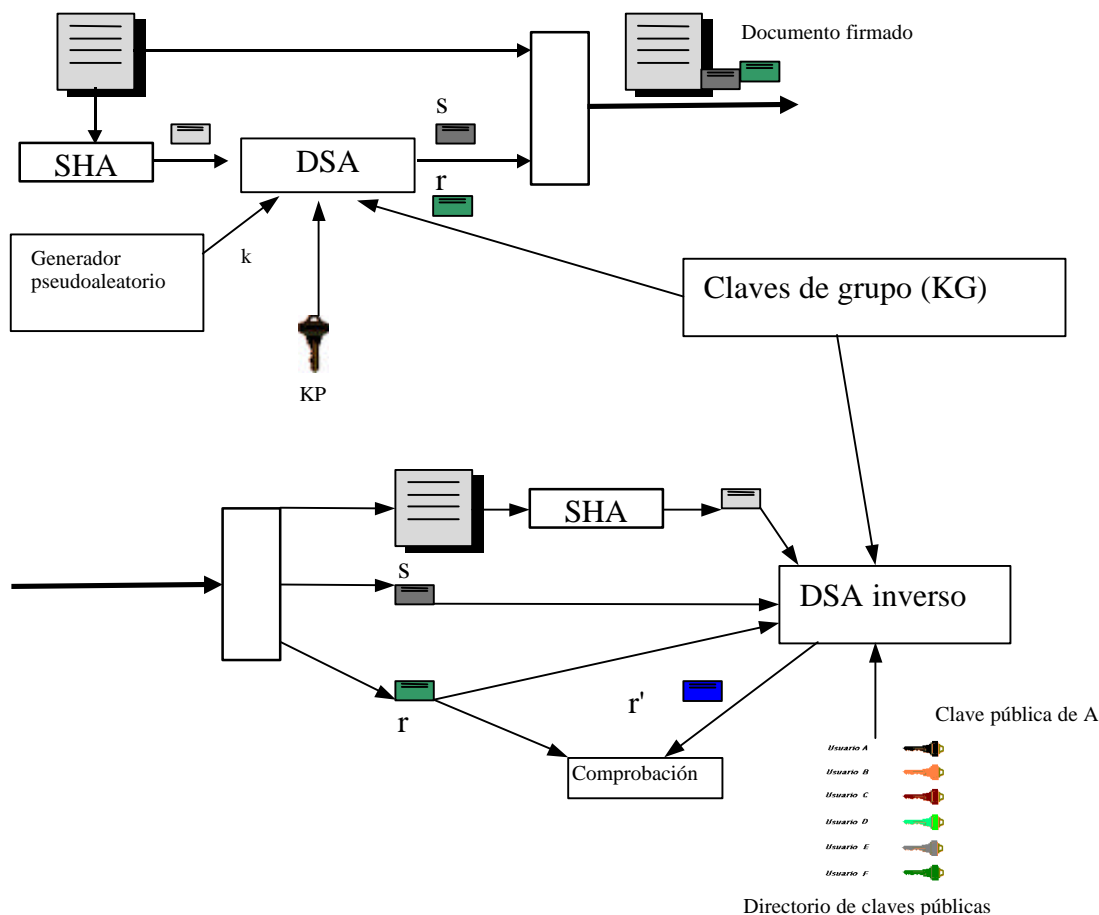 Documento firmado
s
SHA
DSA
r
Generador
pseudoaleatorio
k
Claves de grupo (KG)
KP
SHA
s
DSA inverso
r
r'
Clave pública de A
Comprobación
Usuario A
Usuario B
Usuario C
Usuario D
Usuario E
Usuario F
Directorio de claves públicas